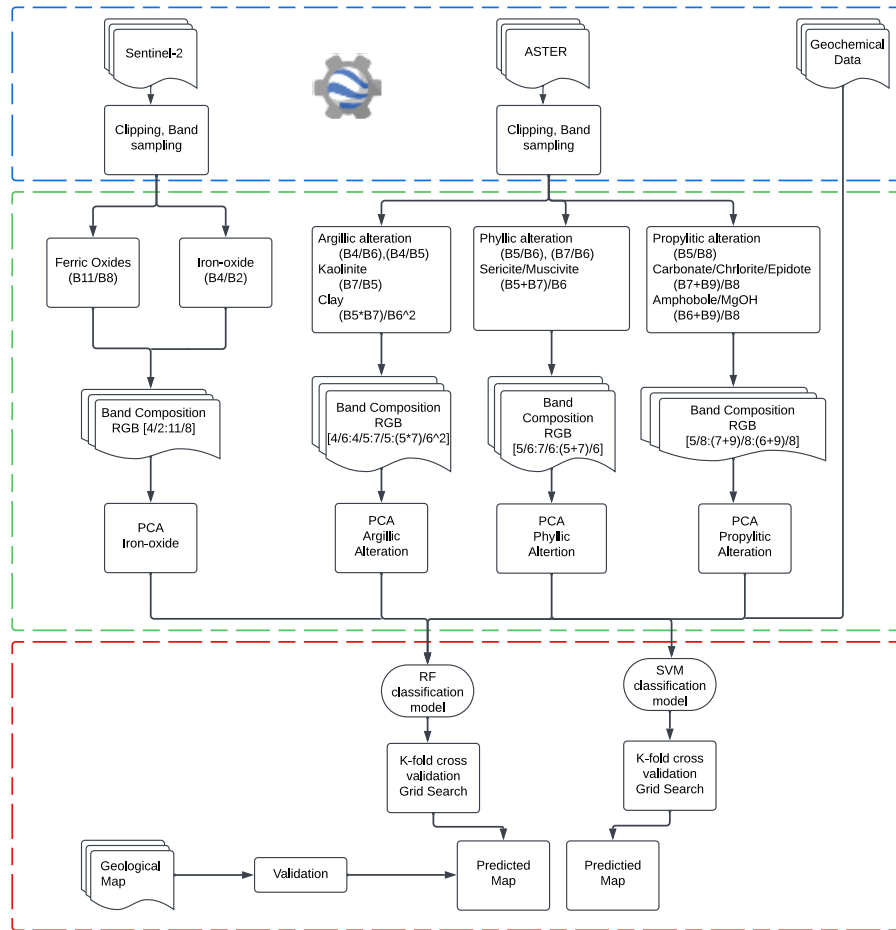 Sentinel-2
ASTER
Geochemical
Data
Clipping, Band
sampling
Clipping, Band
sampling
Ferric Oxides
(B11/B8)
Iron-oxide
(B4/B2)
Argillic alteration
(B4/B6),(B4/B5)
Kaolinite
(B7/B5)
Clay
(B5*B7)/B6^2
Phyllic alteration
(B5/B6), (B7/B6)
Sericite/Muscivite
(B5+B7)/B6
Propylitic alteration
(B5/B8)
Carbonate/Chrlorite/Epidote
(B7+B9)/B8
Amphobole/MgOH
(B6+B9)/B8
Band Composition
RGB [4/2:11/8]
Band Composition
RGB
[4/6:4/5:7/5:(5*7)/6^2]
Band
Composition
RGB
[5/6:7/6:(5+7)/6]
Band Composition
RGB
[5/8:(7+9)/8:(6+9)/8]
PCA
Iron-oxide
PCA
Argillic
Alteration
PCA
Phyllic
Altertion
PCA
Propylitic
Alteration
RF
classification
model
SVM
classification
model
K-fold cross
validation
Grid Search
K-fold cross
validation
Grid Search
Geological
Map
Validation
Predicted
Map
Predictied
Map